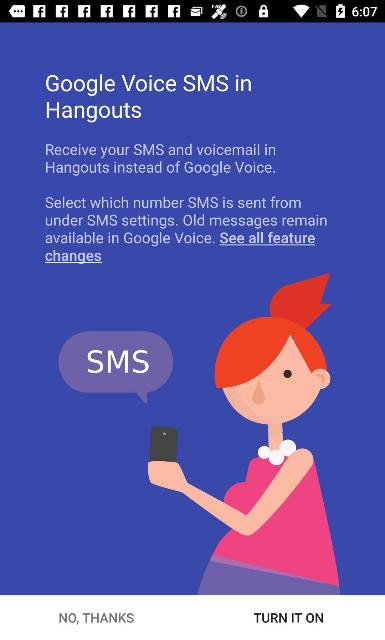 6:07
Google Voice SMS in
Hangouts
Receive your SMS and voicemail in
Hangouts instead of Google Voice.
Select which number SMS is sent from
under SMS settings. Old messages remain
available in Google Voice. See all feature
changes
SMS
NO, THANKS
TURN IT ON